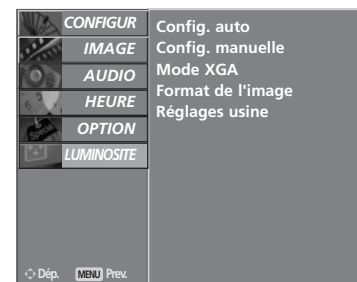 CONFIGUR
IMAGE
AUDIO
HEURE
OPTION
LUMINOSITE
Config. auto
Config. manuelle
Mode XGA
Format de l'image
Réglages usine
Dép. MENU Prev.